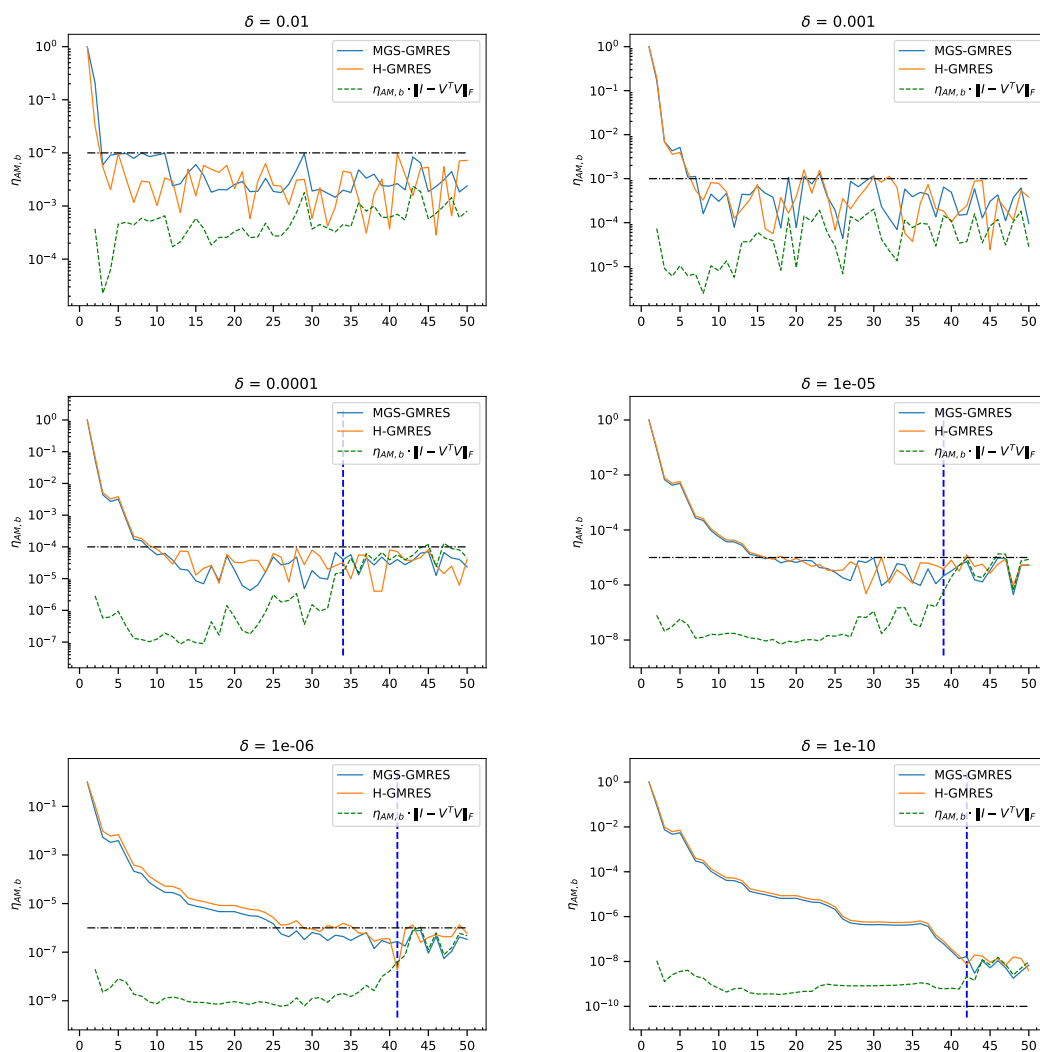 δ = 0.01
MGS-GMRES
H-GMRES
η_{AM,b} · ‖I − V^T V‖_F
η_{AM,b}
10^0
10^{-1}
10^{-2}
10^{-3}
10^{-4}
0 5 10 15 20 25 30 35 40 45 50
δ = 0.001
MGS-GMRES
H-GMRES
η_{AM,b} · ‖I − V^T V‖_F
η_{AM,b}
10^0
10^{-1}
10^{-2}
10^{-3}
10^{-4}
10^{-5}
0 5 10 15 20 25 30 35 40 45 50
δ = 0.0001
MGS-GMRES
H-GMRES
η_{AM,b} · ‖I − V^T V‖_F
η_{AM,b}
10^0
10^{-1}
10^{-2}
10^{-3}
10^{-4}
10^{-5}
10^{-6}
10^{-7}
0 5 10 15 20 25 30 35 40 45 50
δ = 1e-05
MGS-GMRES
H-GMRES
η_{AM,b} · ‖I − V^T V‖_F
η_{AM,b}
10^0
10^{-2}
10^{-4}
10^{-6}
10^{-8}
0 5 10 15 20 25 30 35 40 45 50
δ = 1e-06
MGS-GMRES
H-GMRES
η_{AM,b} · ‖I − V^T V‖_F
η_{AM,b}
10^{-1}
10^{-3}
10^{-5}
10^{-7}
10^{-9}
0 5 10 15 20 25 30 35 40 45 50
δ = 1e-10
MGS-GMRES
H-GMRES
η_{AM,b} · ‖I − V^T V‖_F
η_{AM,b}
10^0
10^{-2}
10^{-4}
10^{-6}
10^{-8}
10^{-10}
0 5 10 15 20 25 30 35 40 45 50